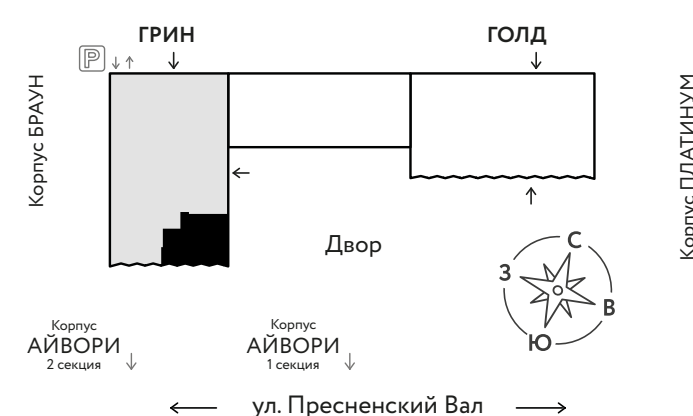 ГРИН
ГОЛД
P
Корпус БРАУН
Корпус ПЛАТИНУМ
Двор
С
З
В
Ю
Корпус
АЙВОРИ
2 секция
Корпус
АЙВОРИ
1 секция
ул. Пресненский Вал